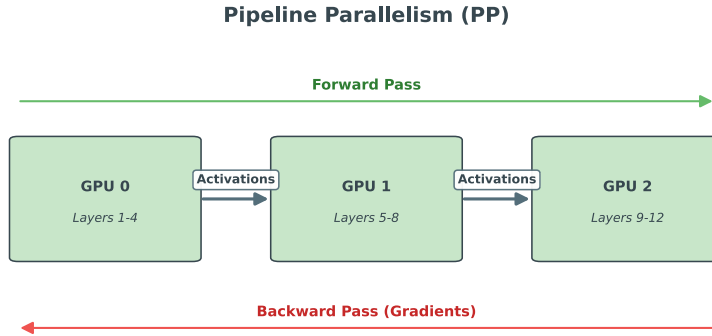 Pipeline Parallelism (PP)
Forward Pass
GPU 0
Layers 1-4
Activations
GPU 1
Layers 5-8
Activations
GPU 2
Layers 9-12
Backward Pass (Gradients)